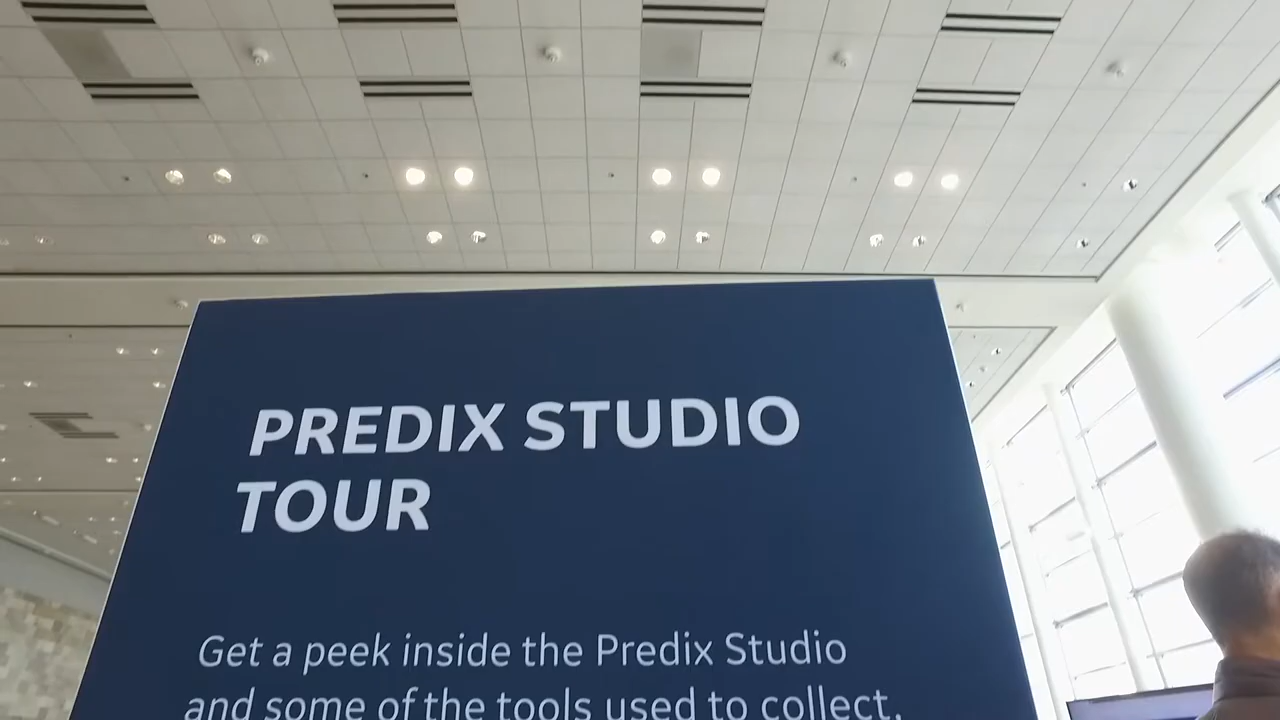 PREDIX STUDIO
TOUR
Get a peek inside the Predix Studio
and some of the tools used to collect,